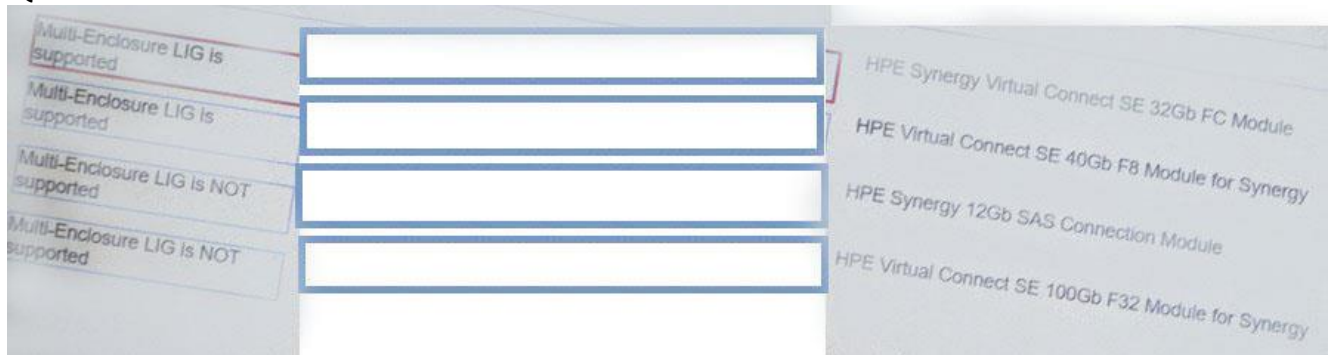 Multi-Enclosure LIG is
supported
Multi-Enclosure LIG is
supported
Multi-Enclosure LIG is NOT
supported
Multi-Enclosure LIG is NOT
supported
HPE Synergy Virtual Connect SE 32Gb FC Module
HPE Virtual Connect SE 40Gb F8 Module for Synergy
HPE Synergy 12Gb SAS Connection Module
HPE Virtual Connect SE 100Gb F32 Module for Synergy